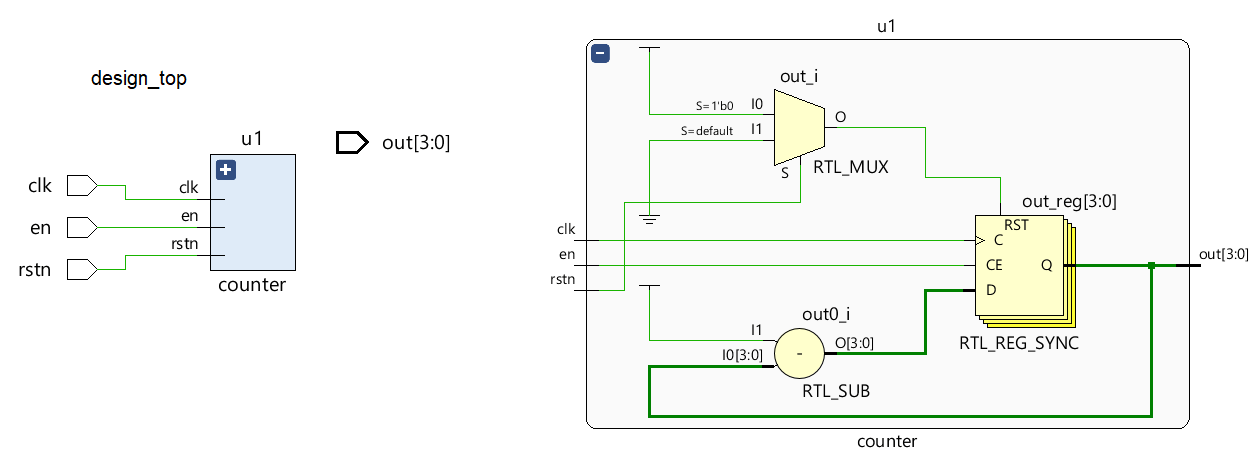 design_top
u1
+
clk
en
rstn
clk
en
rstn
counter
out[3:0]
u1
-
out_i
S=1'b0
I0
S=default
I1
O
S
RTL_MUX
out_reg[3:0]
RST
clk
C
en
CE
Q
out[3:0]
rstn
D
out0_i
I1
I0[3:0]
-
O[3:0]
RTL_REG_SYNC
RTL_SUB
counter